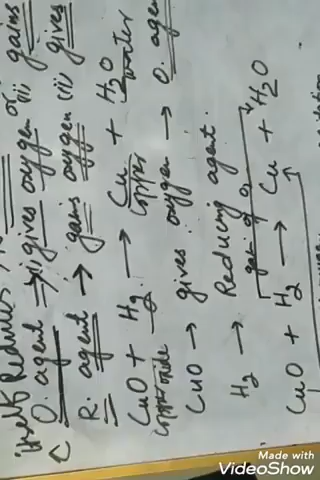 itself Reduces
O. agent → (i) gives oxygen or (ii) gains
R. agent → gains oxygen (ii) gives
CuO + H2 → Cu + H2O
Copper oxide Copper water
CuO → gives oxygen → O. agent
H2 → Reducing agent.
gain of O
CuO + H2 → Cu + H2O
Made with
VideoShow